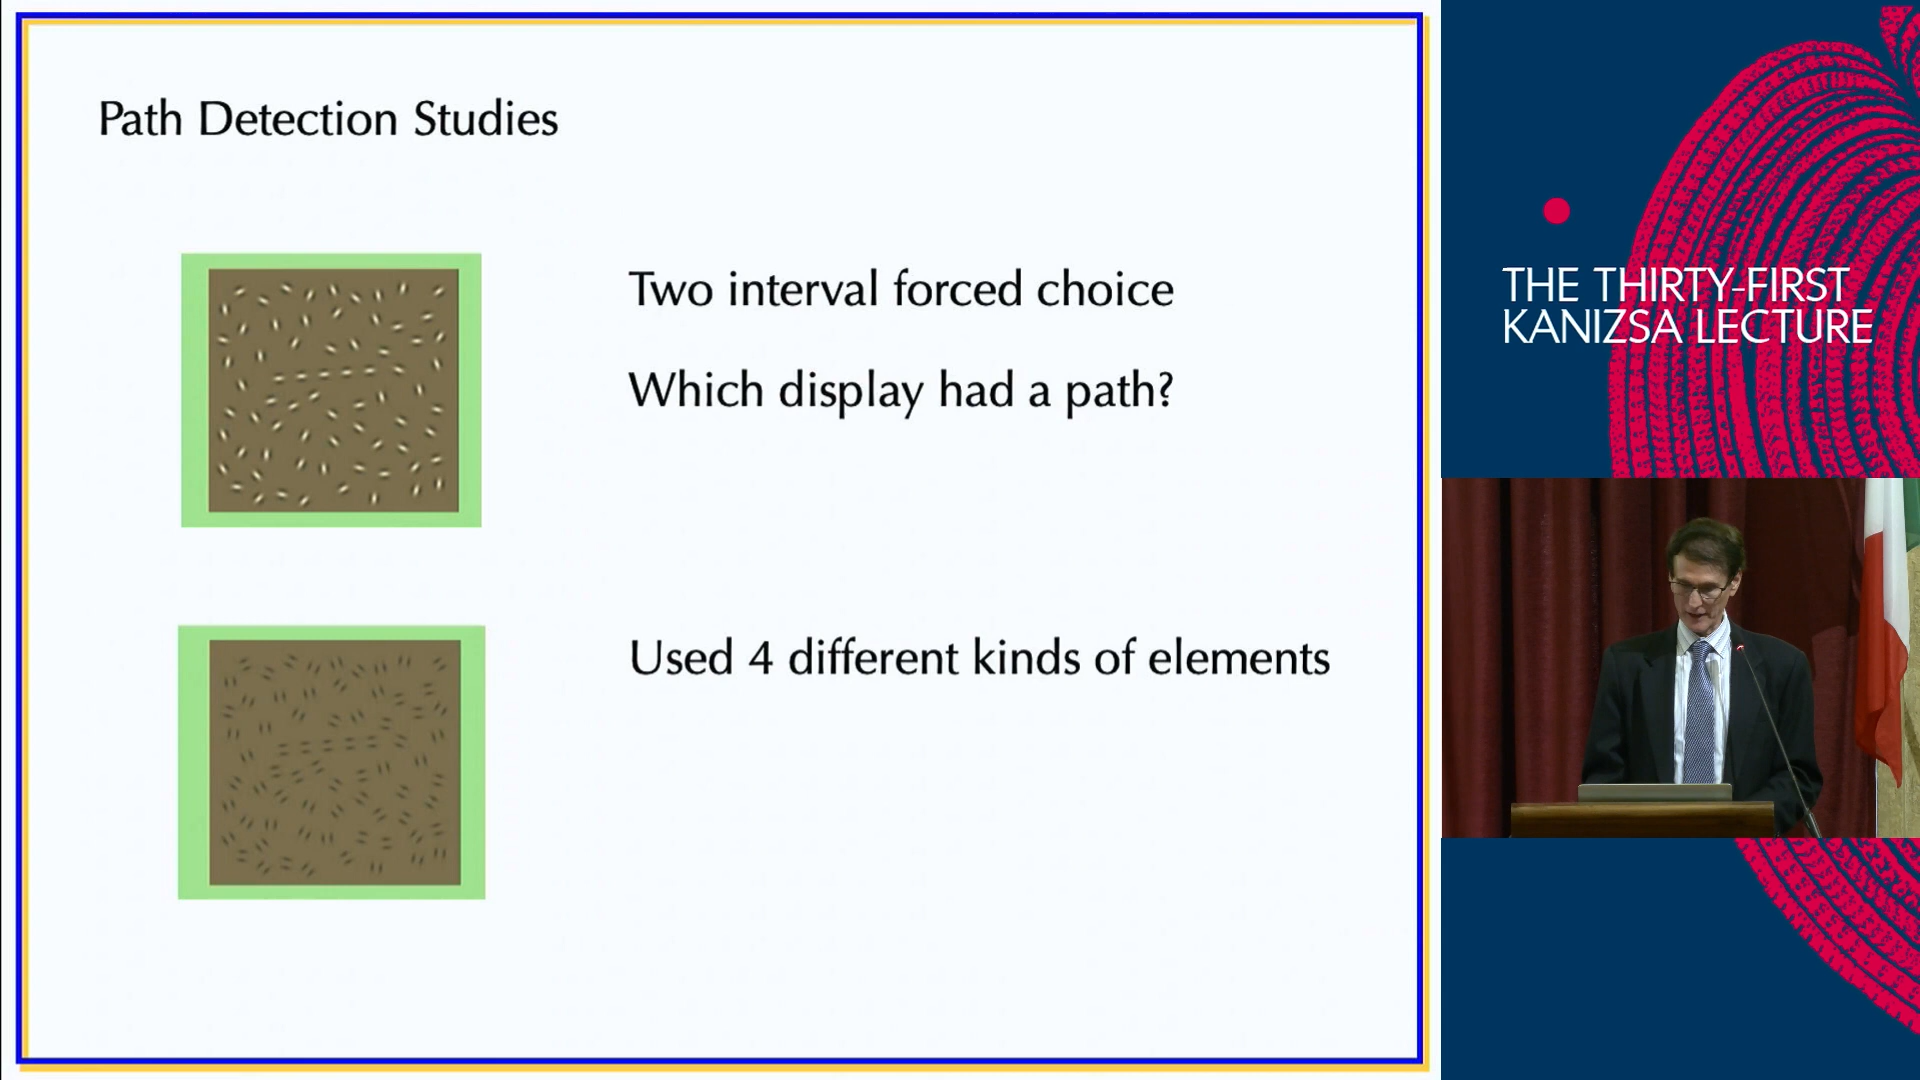 Path Detection Studies
Two interval forced choice
Which display had a path?
Used 4 different kinds of elements
THE THIRTY-FIRST
KANIZSA LECTURE